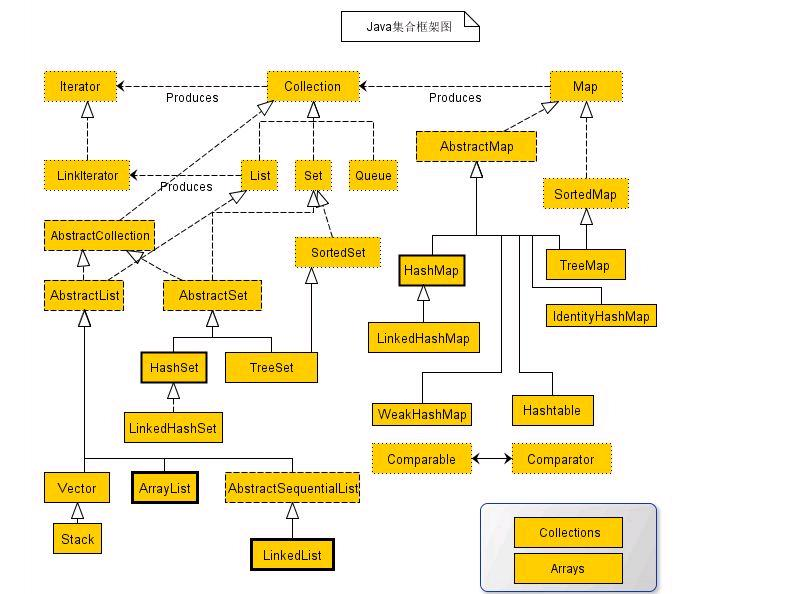 Java集合框架图
Iterator
Collection
Map
Produces
Produces
AbstractMap
LinkIterator
List
Set
Queue
Produces
SortedMap
AbstractCollection
SortedSet
HashMap
TreeMap
AbstractList
AbstractSet
IdentityHashMap
LinkedHashMap
HashSet
TreeSet
WeakHashMap
Hashtable
LinkedHashSet
Comparable
Comparator
Vector
ArrayList
AbstractSequentialList
Stack
LinkedList
Collections
Arrays